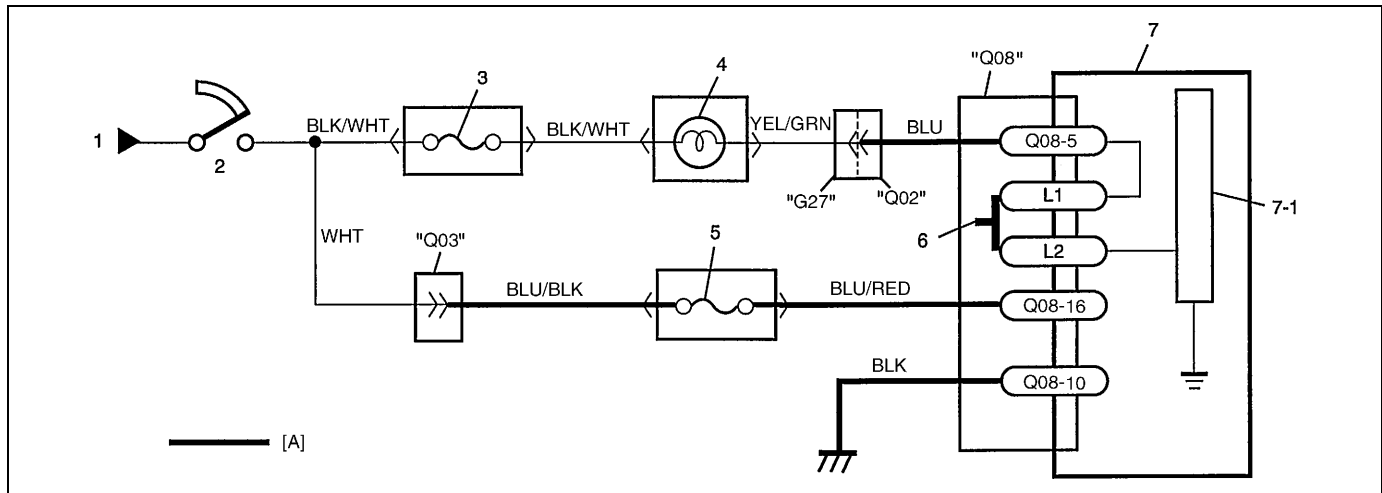 7
"Q08"
3
4
BLK/WHT
BLK/WHT
YEL/GRN
BLU
Q08-5
1
2
"G27"
"Q02"
L1
7-1
6
WHT
"Q03"
5
L2
BLU/BLK
BLU/RED
Q08-16
BLK
Q08-10
[A]